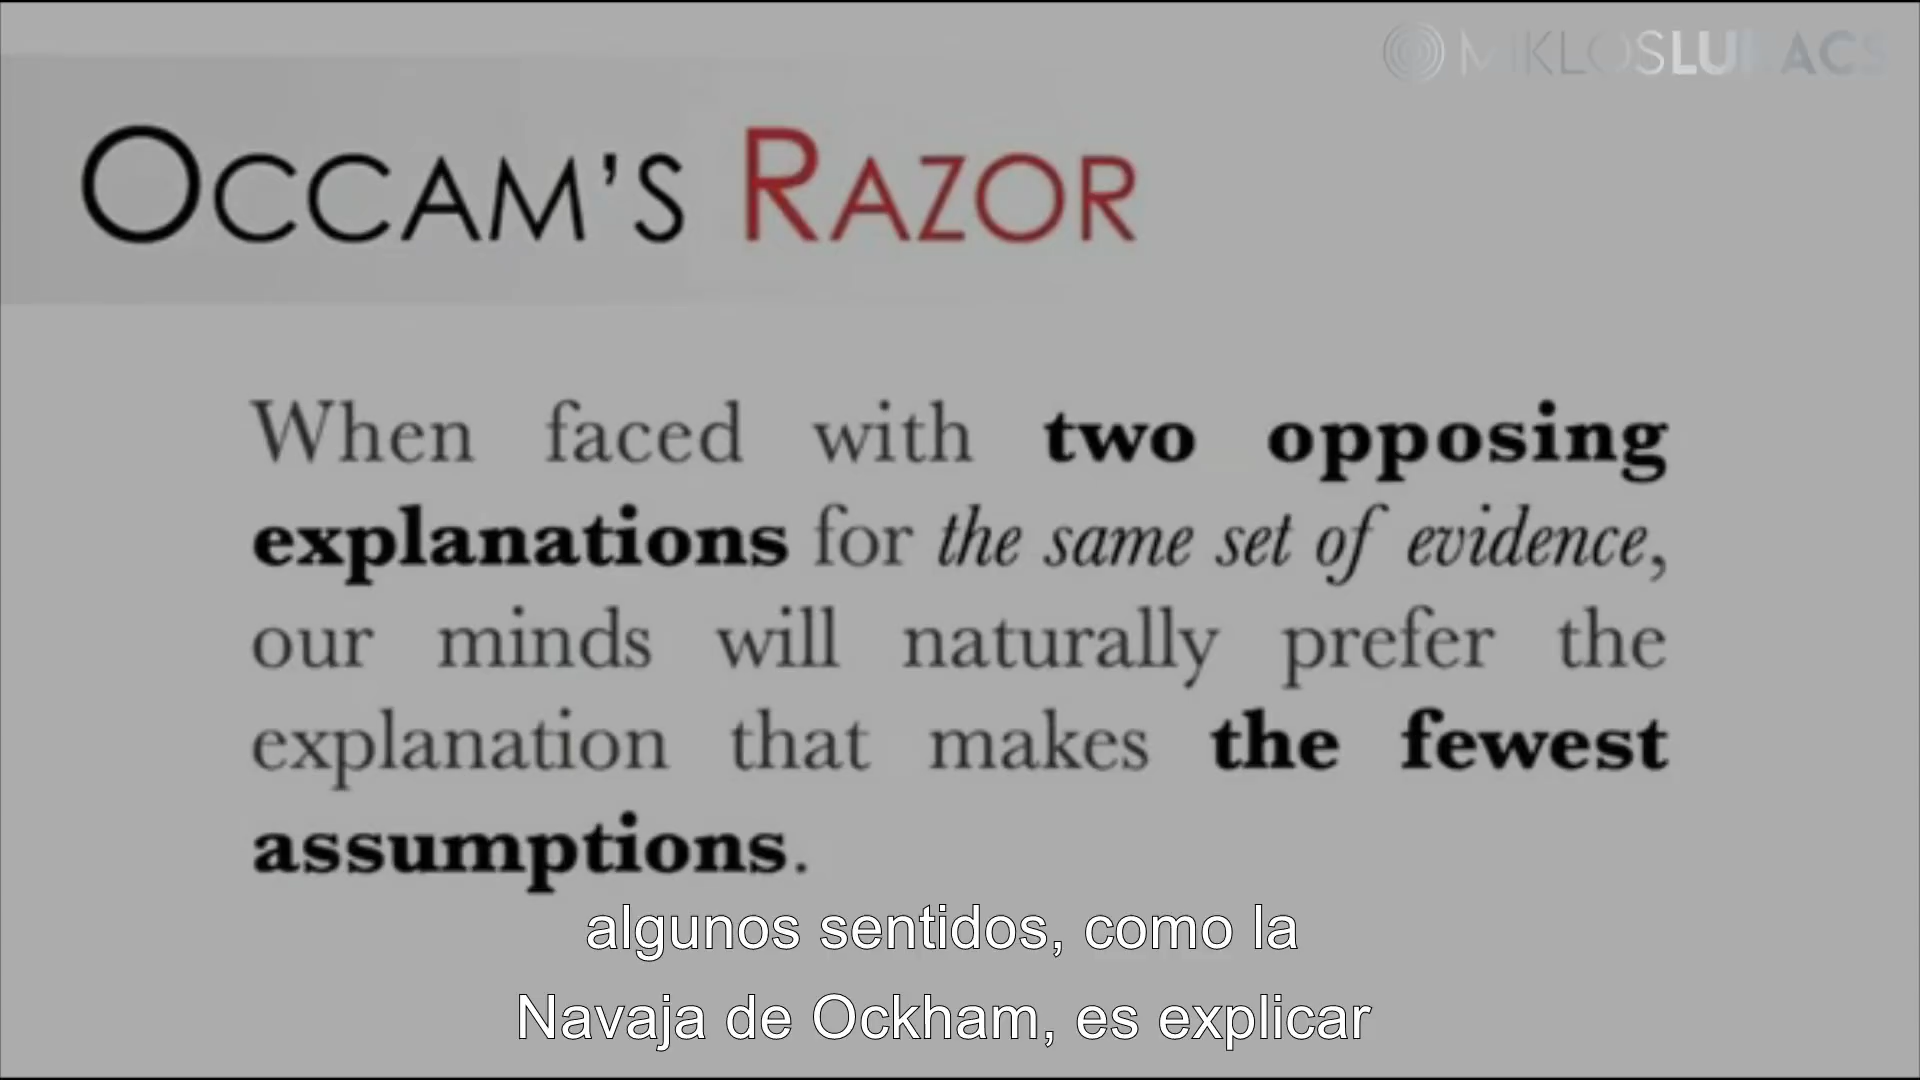 MIKLOSLUKACS
OCCAM'S RAZOR
When faced with two opposing
explanations for the same set of evidence,
our minds will naturally prefer the
explanation that makes the fewest
assumptions.
algunos sentidos, como la
Navaja de Ockham, es explicar